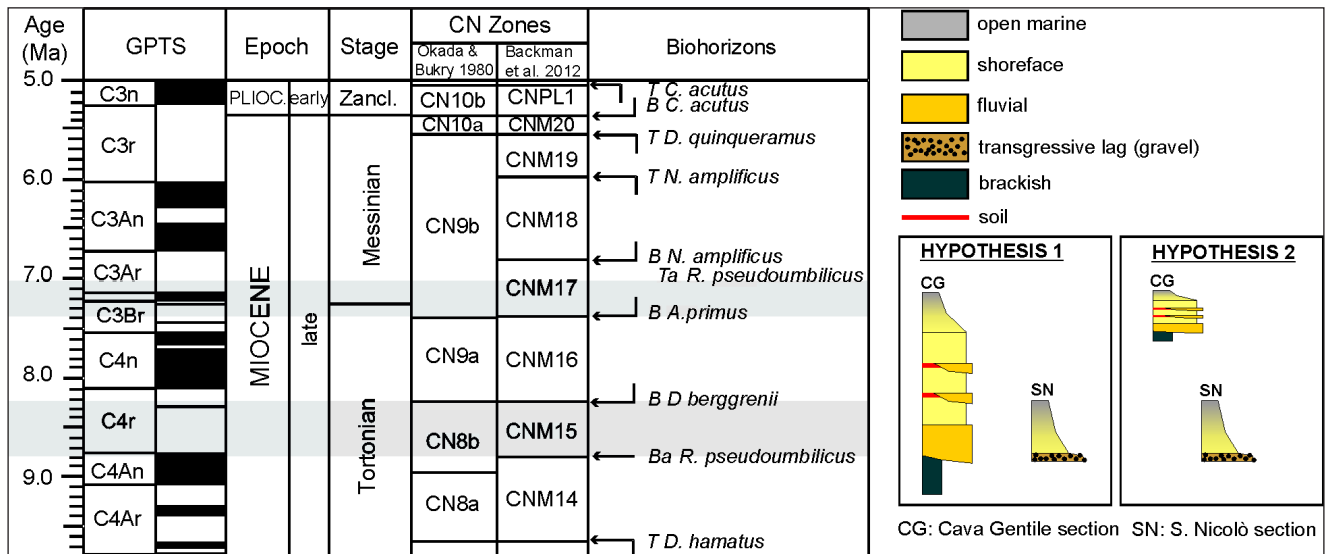 Age (Ma)
GPTS
Epoch
Stage
CN Zones
Okada & Bukry 1980
Backman et al. 2012
Biohorizons
5.0
6.0
7.0
8.0
9.0
C3n
C3r
C3An
C3Ar
C3Br
C4n
C4r
C4An
C4Ar
PLIOC.
early
MIOCENE
late
Zancl.
Messinian
Tortonian
CN10b
CN10a
CN9b
CN9a
CN8b
CN8a
CNPL1
CNM20
CNM19
CNM18
CNM17
CNM16
CNM15
CNM14
T C. acutus
B C. acutus
T D. quinqueramus
T N. amplificus
B N. amplificus
Ta R. pseudoumbilicus
B A.primus
B D berggrenii
Ba R. pseudoumbilicus
T D. hamatus
open marine
shoreface
fluvial
transgressive lag (gravel)
brackish
soil
HYPOTHESIS 1
CG
SN
HYPOTHESIS 2
CG
SN
CG: Cava Gentile section SN: S. Nicolò section